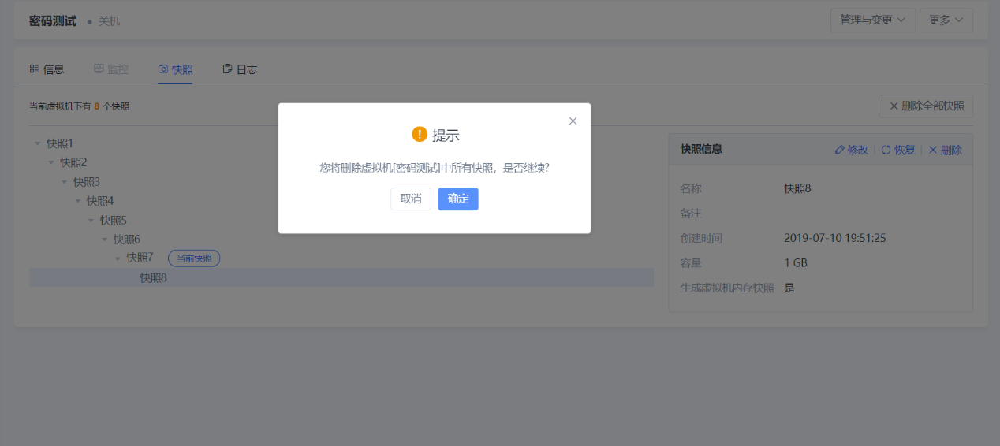 密码测试 关机 管理与变更 更多
信息 监控 快照 日志
当前虚拟机下有 8 个快照 删除全部快照
提示
您将删除虚拟机[密码测试]中所有快照，是否继续?
取消 确定
快照1
快照2
快照3
快照4
快照5
快照6
快照7 当前快照
快照8
快照信息 修改 恢复 删除
名称 快照8
备注
创建时间 2019-07-10 19:51:25
容量 1 GB
生成虚拟机内存快照 是